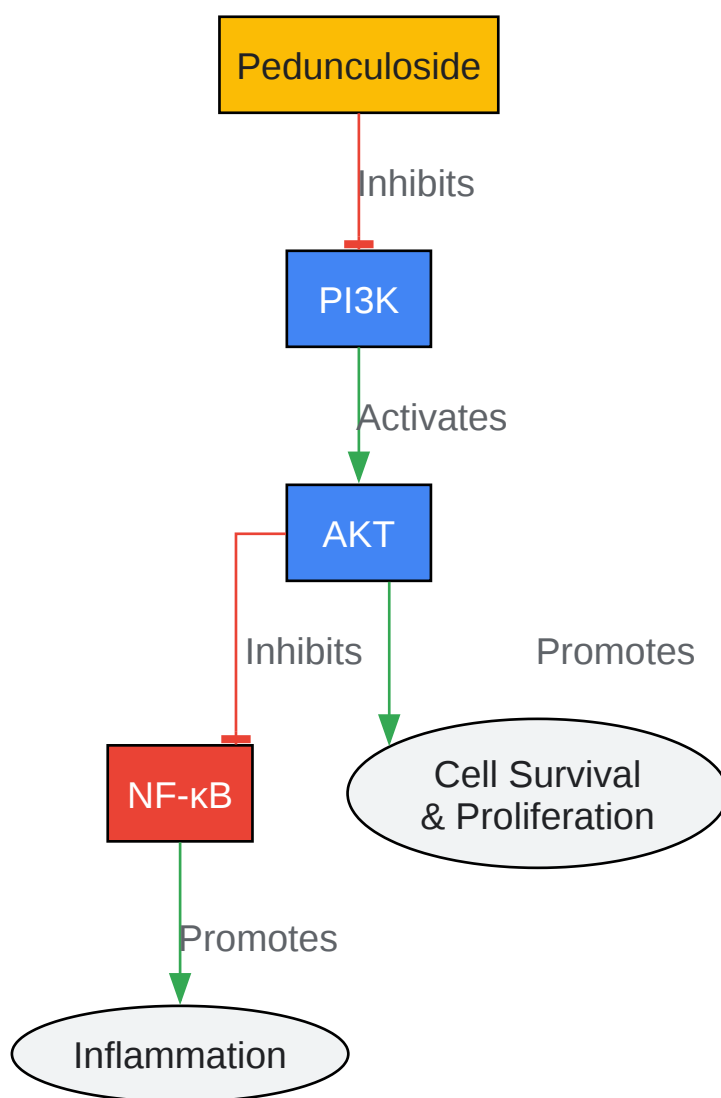 Pedunculoside
Inhibits
PI3K
Activates
AKT
Inhibits
Promotes
NF-κB
Cell Survival
& Proliferation
Promotes
Inflammation